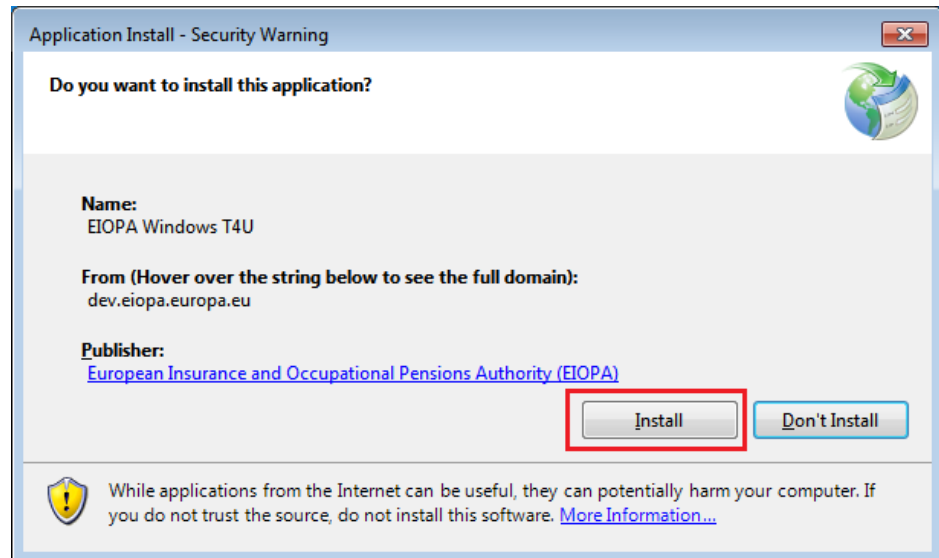 Application Install - Security Warning
Do you want to install this application?
Name:
EIOPA Windows T4U
From (Hover over the string below to see the full domain):
dev.eiopa.europa.eu
Publisher:
European Insurance and Occupational Pensions Authority (EIOPA)
Install
Don't Install
While applications from the Internet can be useful, they can potentially harm your computer. If
you do not trust the source, do not install this software. More Information...